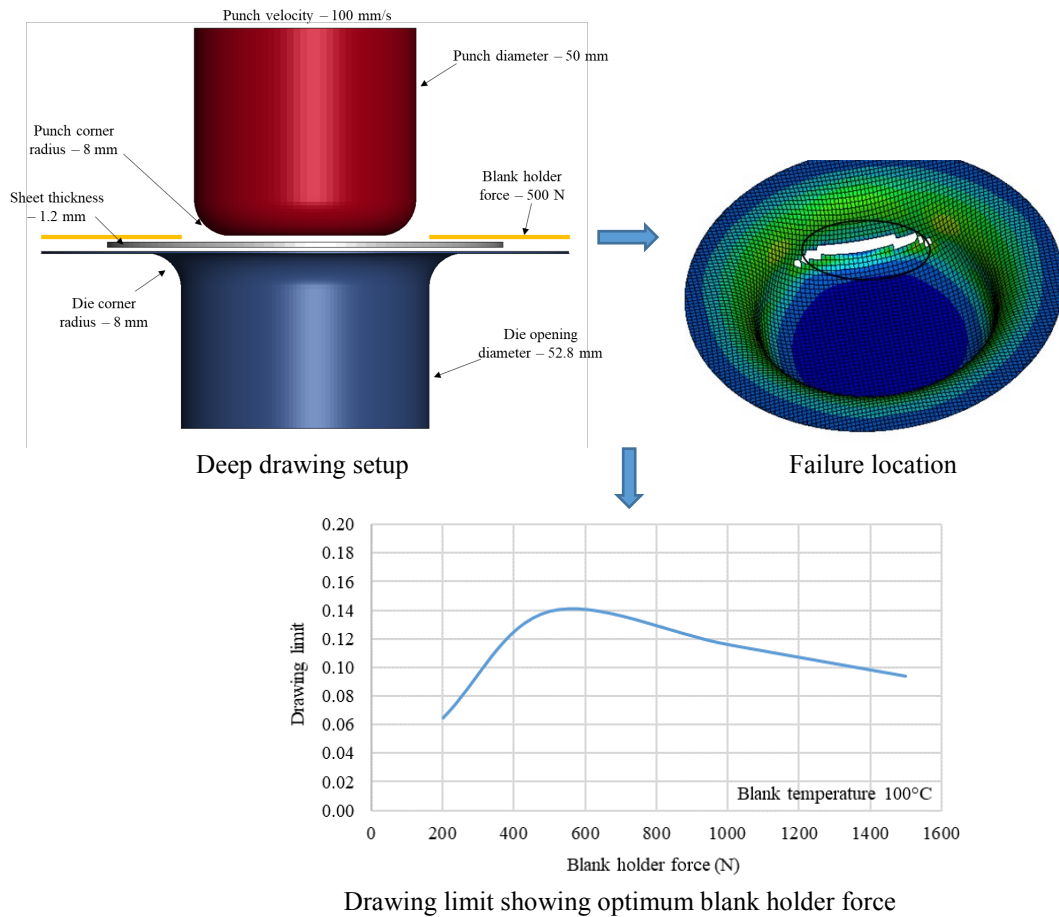 Punch velocity – 100 mm/s
Punch diameter – 50 mm
Punch corner
radius – 8 mm
Sheet thickness
– 1.2 mm
Blank holder
force – 500 N
Die corner
radius – 8 mm
Die opening
diameter – 52.8 mm
Deep drawing setup
Failure location
0.20
0.18
0.16
0.14
0.12
0.10
0.08
0.06
0.04
0.02
0.00
Drawing limit
Blank temperature 100°C
0 200 400 600 800 1000 1200 1400 1600
Blank holder force (N)
Drawing limit showing optimum blank holder force